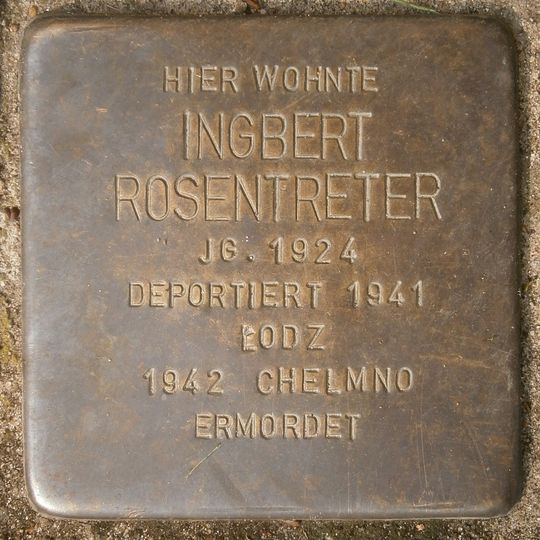 HIER WOHNTE
INGBERT
ROSENTRETER
JG. 1924
DEPORTIERT 1941
ŁODZ
1942 CHELMNO
ERMORDET